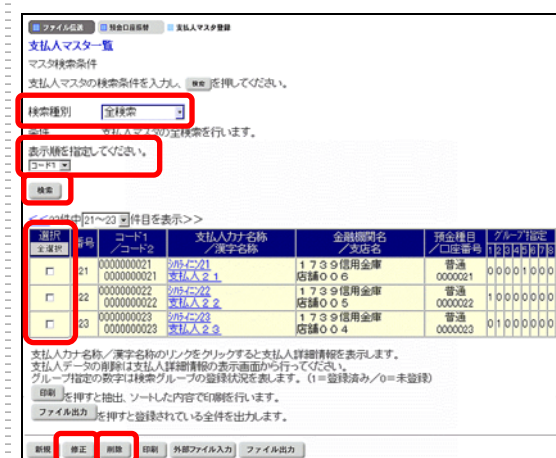 ファイル伝送 預金口座振替 支払人マスタ登録
支払人マスタ一覧
マスタ検索条件
支払人マスタの検索条件を入力し、 検索 を押してください。
検索種別 全検索
条件 支払人マスタの全検索を行います。
表示順を指定してください。
コード1
検索
<<23件中21～23件目を表示>>
選択 全選択 番号 コード1／コード2 支払人カナ名称／漢字名称 金融機関名／支店名 預金種目／口座番号 グループ指定 1 2 3 4 5 6 7 8
21 0000000021 0000000021 支払人２１ １７３９信用金庫 店舗００６ 普通 0000021 0 0 0 0 1 0 0 0
22 0000000022 0000000022 支払人２２ １７３９信用金庫 店舗００５ 普通 0000022 1 0 0 0 0 0 0 0
23 0000000023 0000000023 支払人２３ １７３９信用金庫 店舗００４ 普通 0000023 0 1 0 0 0 0 0 0
支払人カナ名称／漢字名称のリンクをクリックすると支払人詳細情報を表示します。
支払人データの削除は支払人詳細情報の表示画面から行ってください。
グループ指定の数字は検索グループの登録状況を表します。（1＝登録済み／0＝未登録）
印刷 を押すと抽出、ソートした内容で印刷を行います。
ファイル出力 を押すと登録されている全件を出力します。
新規 修正 削除 印刷 外部ファイル入力 ファイル出力